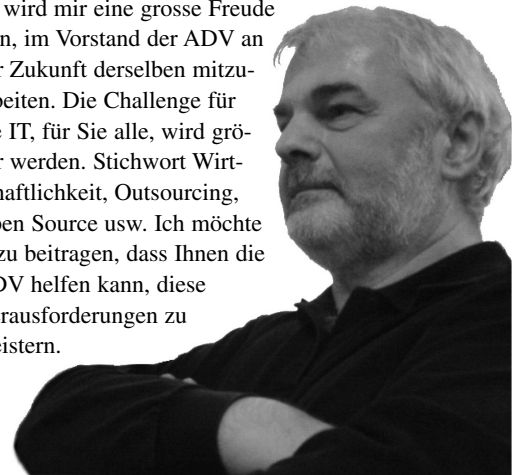 wird mir eine grosse Freude
n, im Vorstand der ADV an
r Zukunft derselben mitzu-
beiten. Die Challenge für
e IT, für Sie alle, wird grö-
r werden. Stichwort Wirt-
haftlichkeit, Outsourcing,
pen Source usw. Ich möchte
zu beitragen, dass Ihnen die
DV helfen kann, diese
erausforderungen zu
eistern.